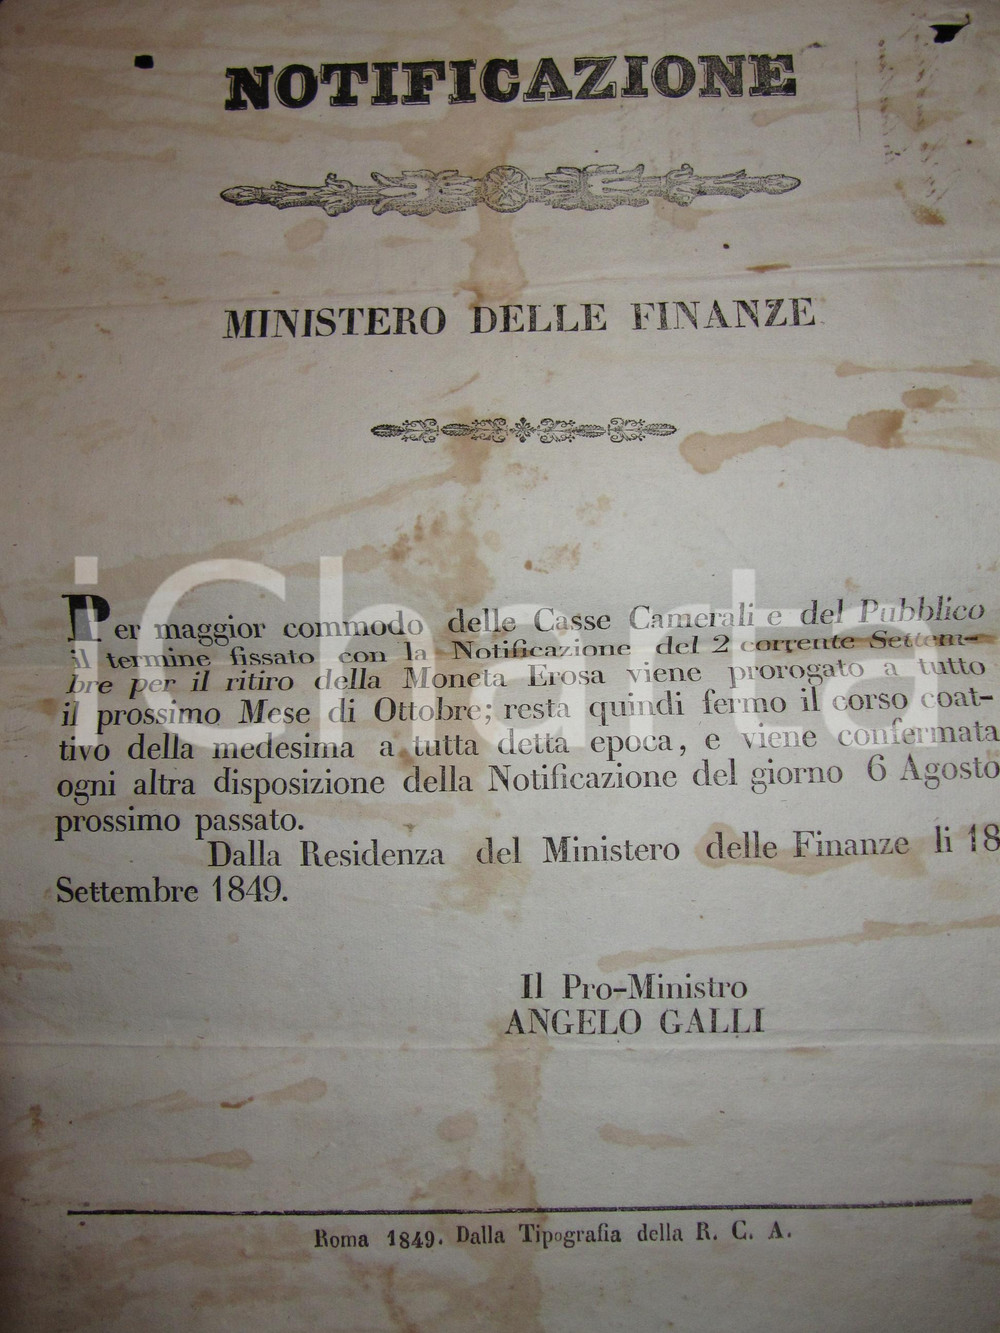 NOTIFICAZIONE
MINISTERO DELLE FINANZE
Per maggior commodo delle Casse Camerali e del Pubblico
il termine fissato con la Notificazione del 2 corrente Settem-
bre per il ritiro della Moneta Erosa viene prorogato a tutto
il prossimo Mese di Ottobre; resta quindi fermo il corso coat-
tivo della medesima a tutta detta epoca, e viene confermata
ogni altra disposizione della Notificazione del giorno 6 Agosto
prossimo passato.
Dalla Residenza del Ministero delle Finanze li 18
Settembre 1849.
Il Pro-Ministro
ANGELO GALLI
Roma 1849. Dalla Tipografia della R. C. A.
iCharta